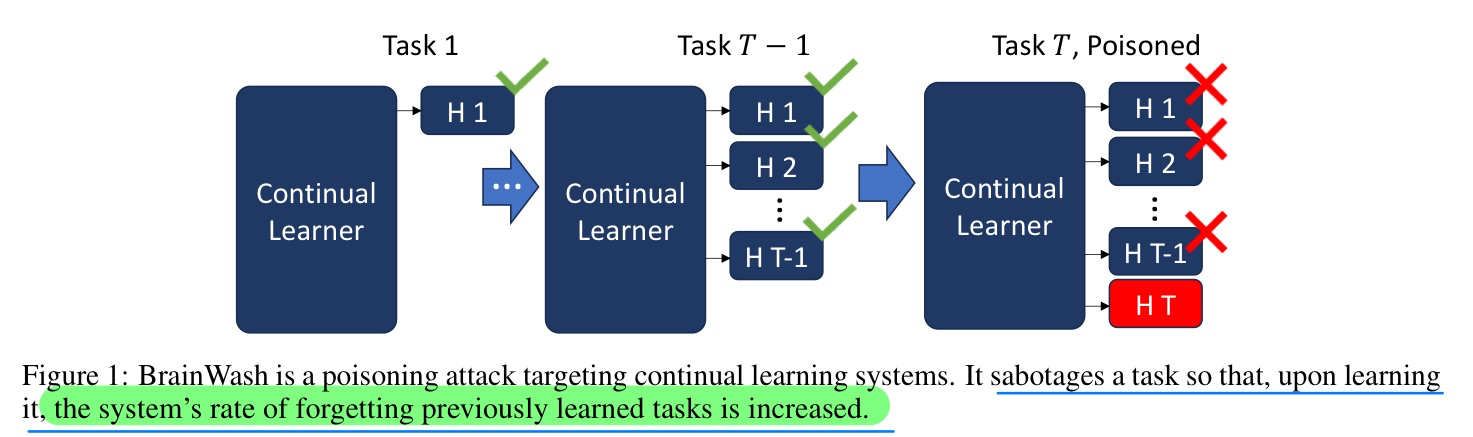 Task 1
Task T − 1
Task T, Poisoned
Continual
Learner
H 1
...
Continual
Learner
H 1
H 2
⋮
H T-1
Continual
Learner
H 1
H 2
⋮
H T-1
H T
Figure 1: BrainWash is a poisoning attack targeting continual learning systems. It sabotages a task so that, upon learning
it, the system’s rate of forgetting previously learned tasks is increased.